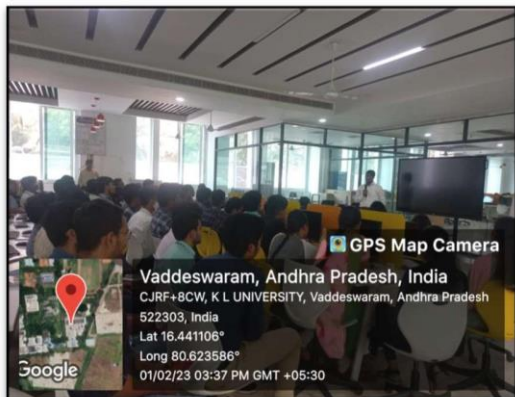 GPS Map Camera
Vaddeswaram, Andhra Pradesh, India
CJRF+8CW, K L UNIVERSITY, Vaddeswaram, Andhra Pradesh
522303, India
Lat 16.441106°
Long 80.623586°
01/02/23 03:37 PM GMT +05:30
Google